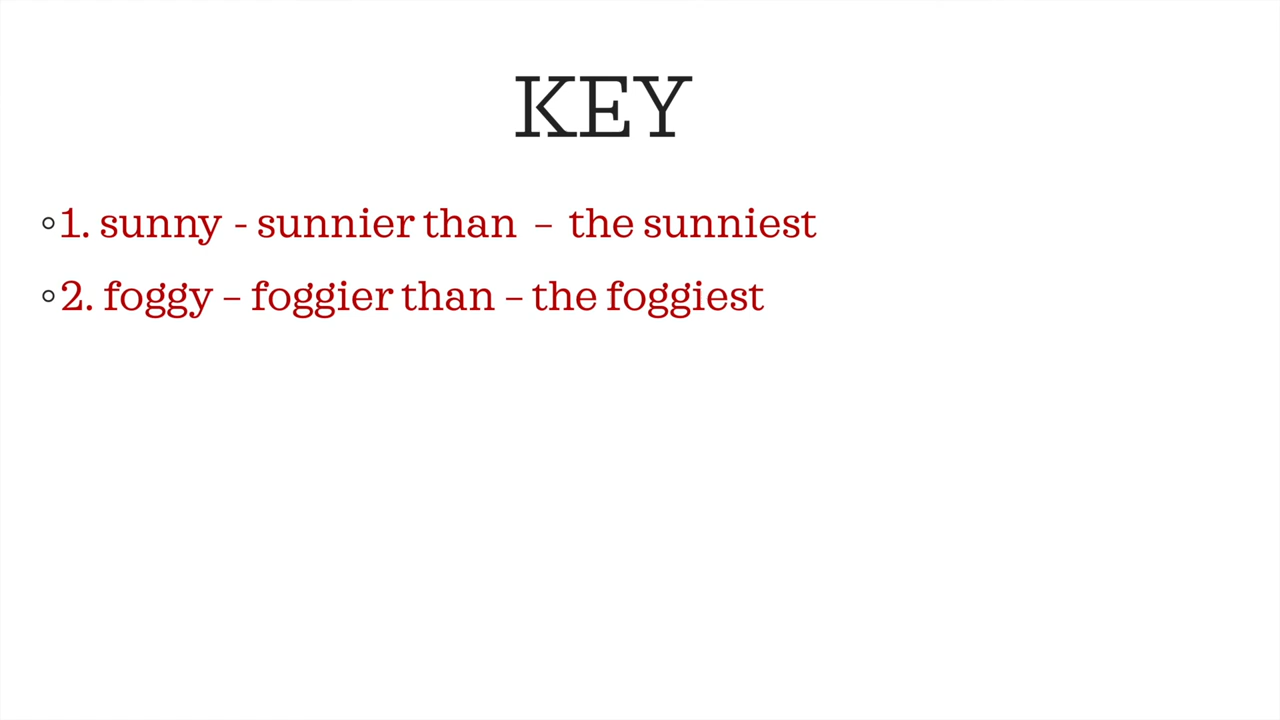 KEY
◦1. sunny - sunnier than – the sunniest
◦2. foggy – foggier than – the foggiest